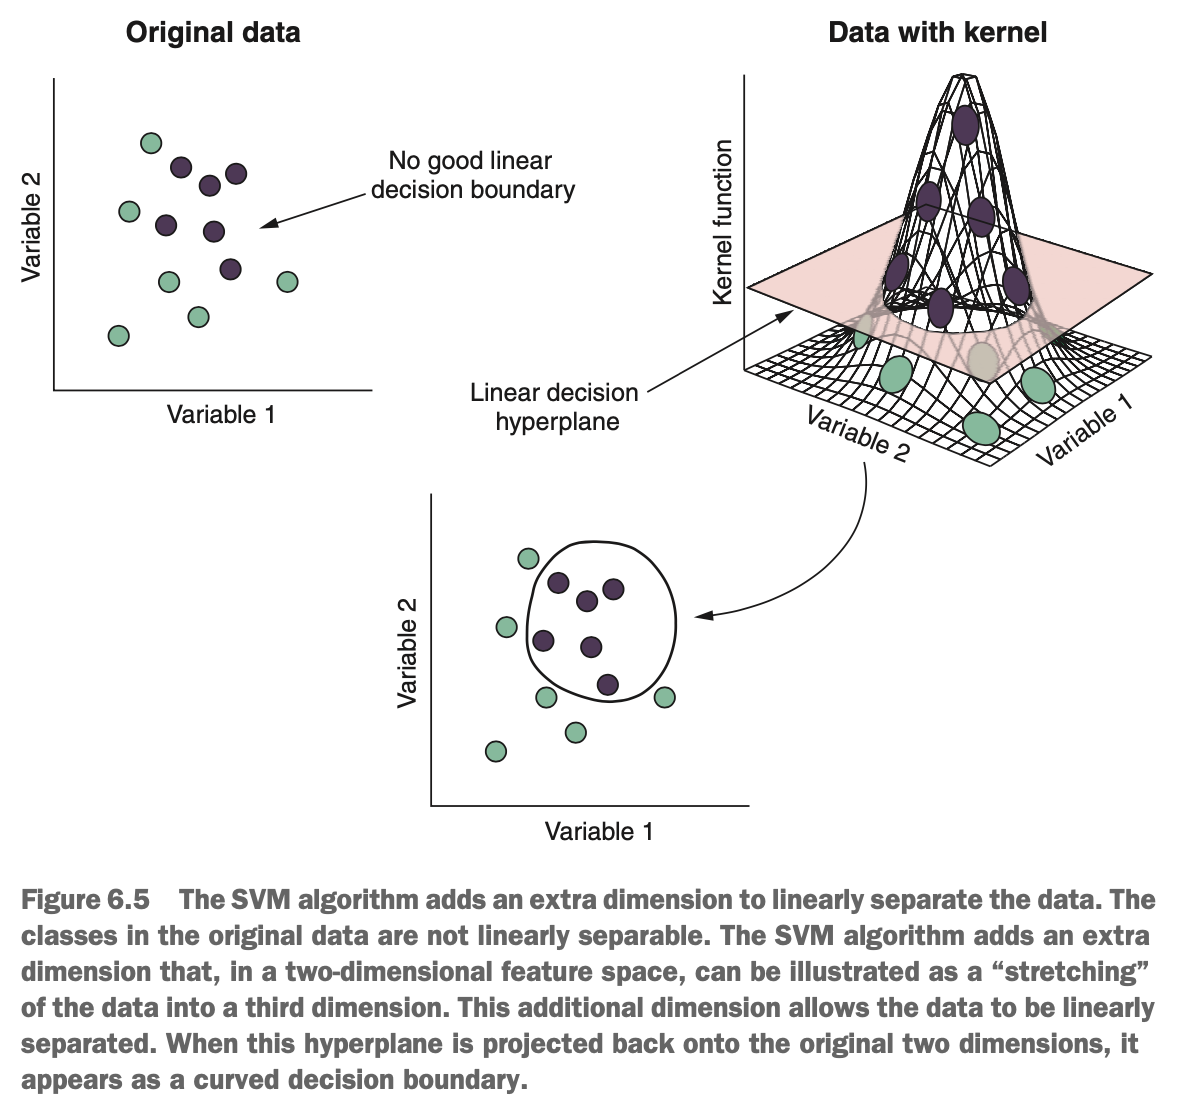 Original data
Variable 2
No good linear
decision boundary
Variable 1
Data with kernel
Kernel function
Linear decision
hyperplane
Variable 2
Variable 1
Variable 2
Variable 1
Figure 6.5 The SVM algorithm adds an extra dimension to linearly separate the data. The
classes in the original data are not linearly separable. The SVM algorithm adds an extra
dimension that, in a two-dimensional feature space, can be illustrated as a “stretching”
of the data into a third dimension. This additional dimension allows the data to be linearly
separated. When this hyperplane is projected back onto the original two dimensions, it
appears as a curved decision boundary.